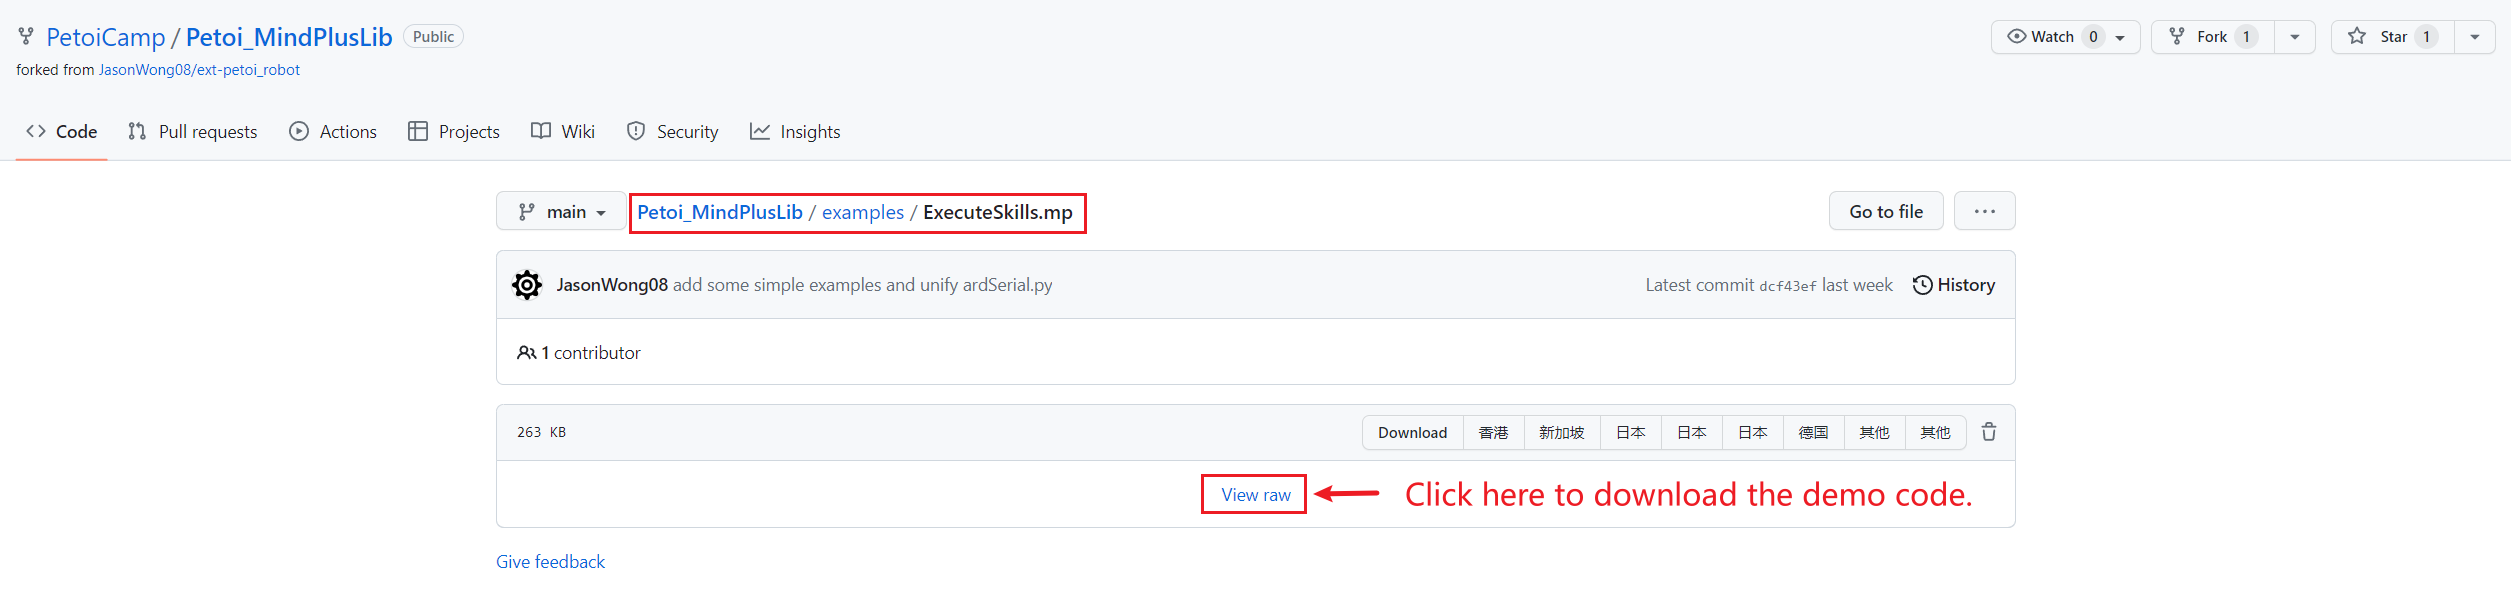 PetoiCamp / Petoi_MindPlusLib Public
Watch 0 Fork 1 Star 1
forked from JasonWong08/ext-petoi_robot
Code Pull requests Actions Projects Wiki Security Insights
main Petoi_MindPlusLib / examples / ExecuteSkills.mp Go to file ...
JasonWong08 add some simple examples and unify ardSerial.py Latest commit dcf43ef last week History
1 contributor
263 KB Download 香港 新加坡 日本 日本 日本 德国 其他 其他
View raw Click here to download the demo code.
Give feedback